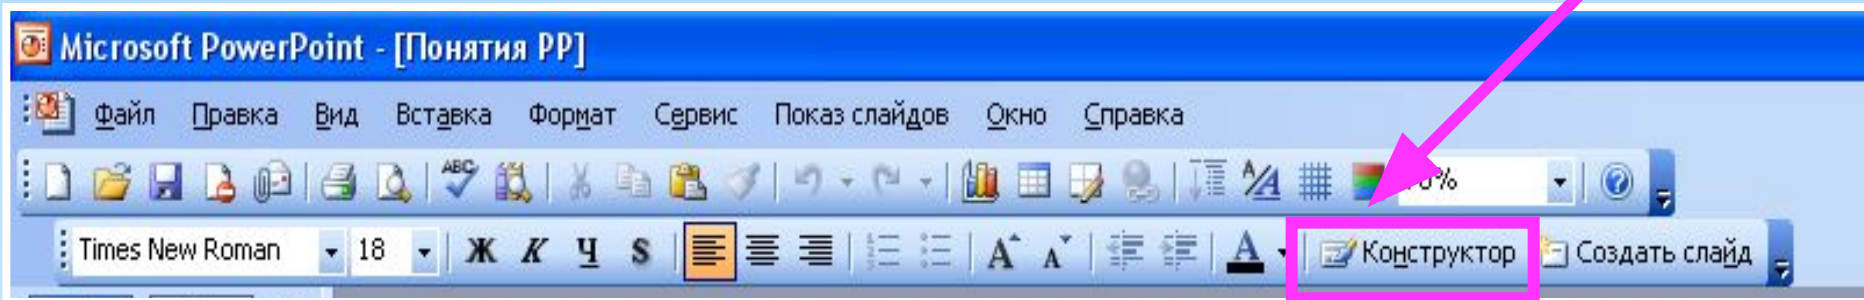 Microsoft PowerPoint - [Понятия PP]
Файл Правка Вид Вставка Формат Сервис Показ слайдов Окно Справка
ABC A/A
Times New Roman 18 Ж К Ч S A A A Конструктор Создать слайд